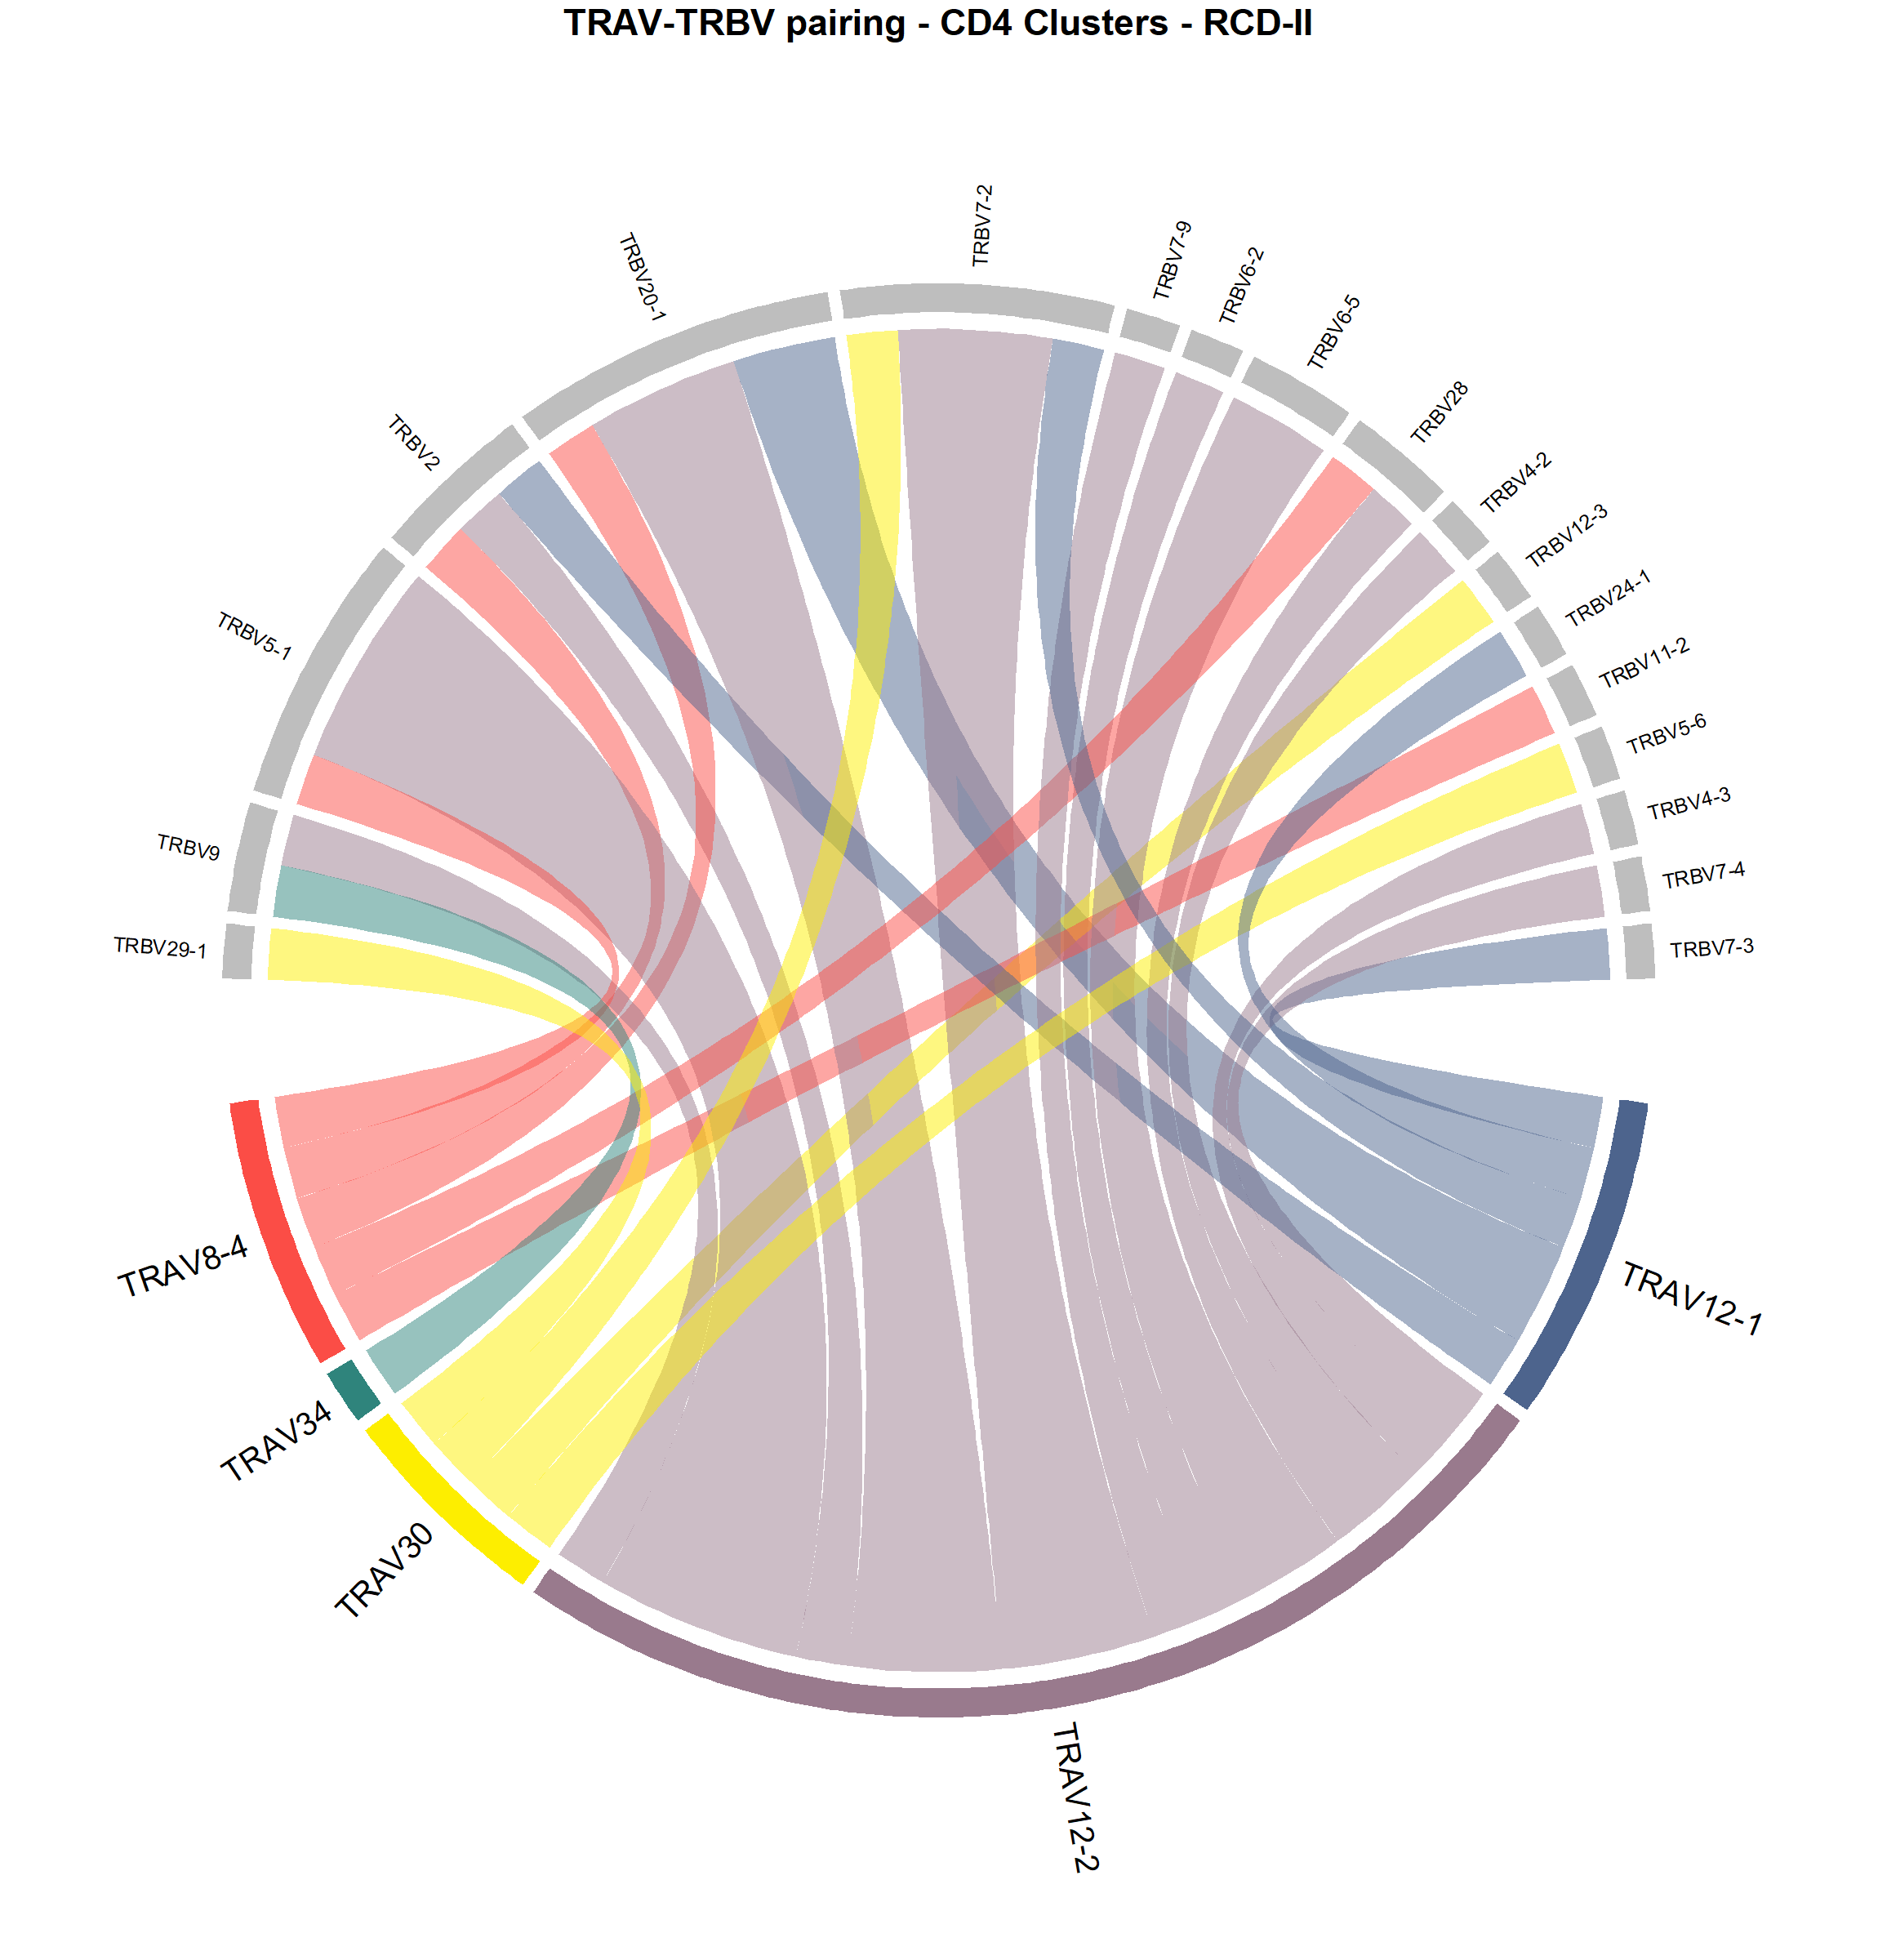 TRAV-TRBV pairing - CD4 Clusters - RCD-II
TRBV29-1
TRBV9
TRBV5-1
TRBV2
TRBV20-1
TRBV7-2
TRBV7-9
TRBV6-2
TRBV6-5
TRBV28
TRBV4-2
TRBV12-3
TRBV24-1
TRBV11-2
TRBV5-6
TRBV4-3
TRBV7-4
TRBV7-3
TRAV12-1
TRAV12-2
TRAV30
TRAV34
TRAV8-4